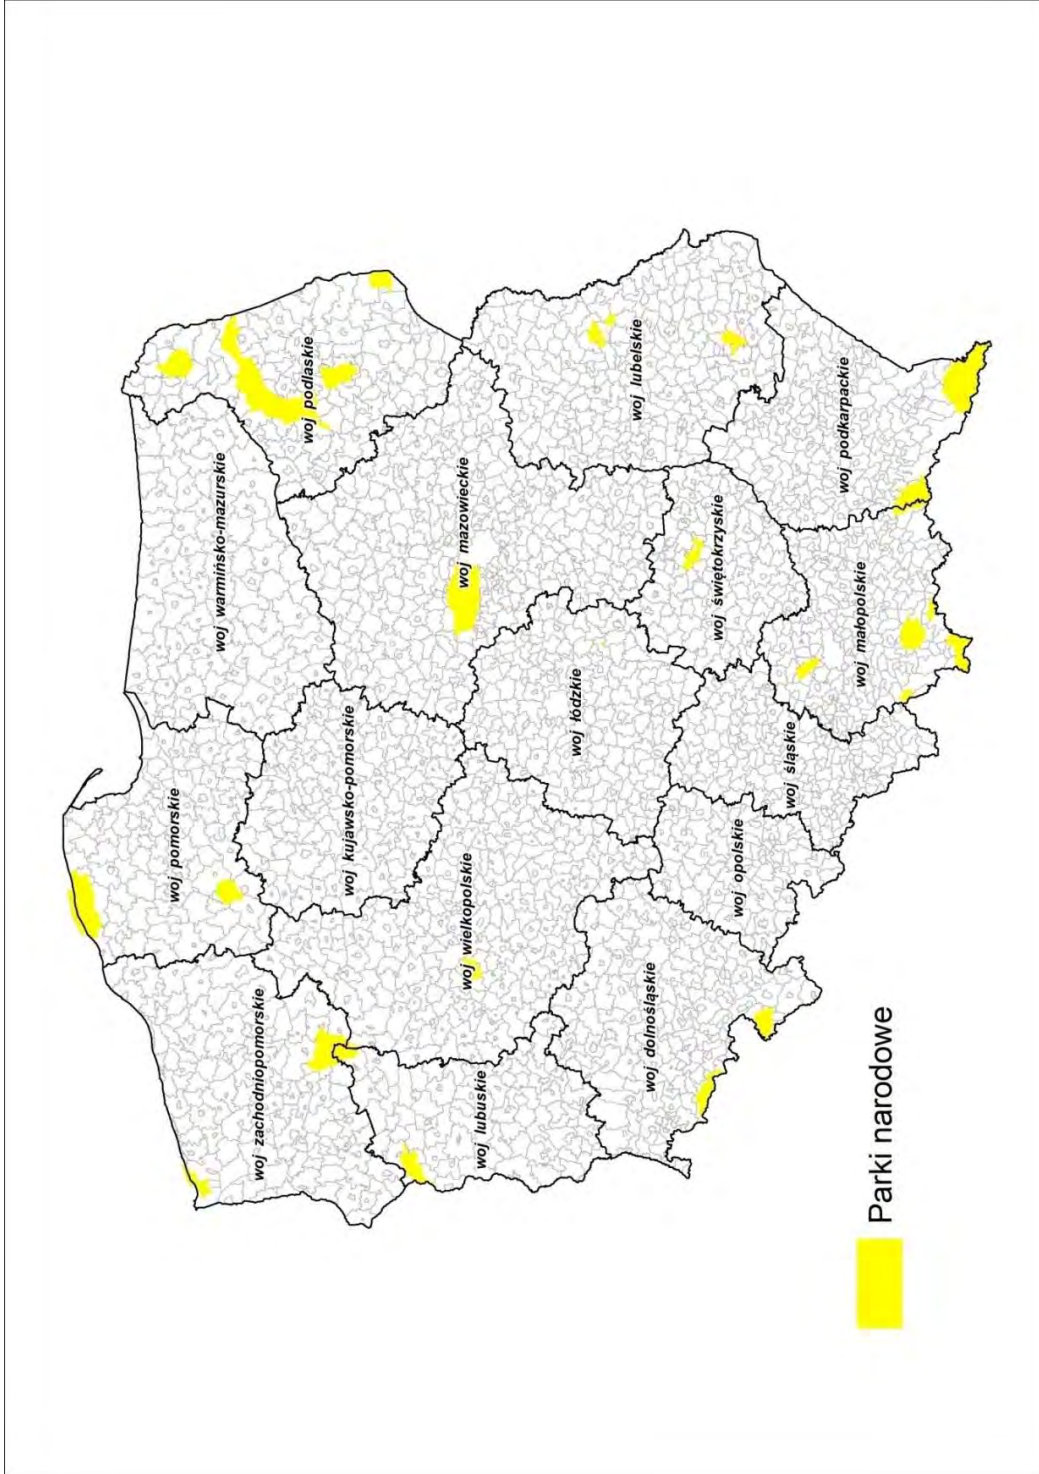 woj pomorskie
woj warmińsko-mazurskie
woj podlaskie
woj zachodniopomorskie
woj kujawsko-pomorskie
woj mazowieckie
woj wielkopolskie
woj lubuskie
woj łódzkie
woj lubelskie
woj dolnośląskie
woj opolskie
woj śląskie
woj świętokrzyskie
woj małopolskie
woj podkarpackie
Parki narodowe